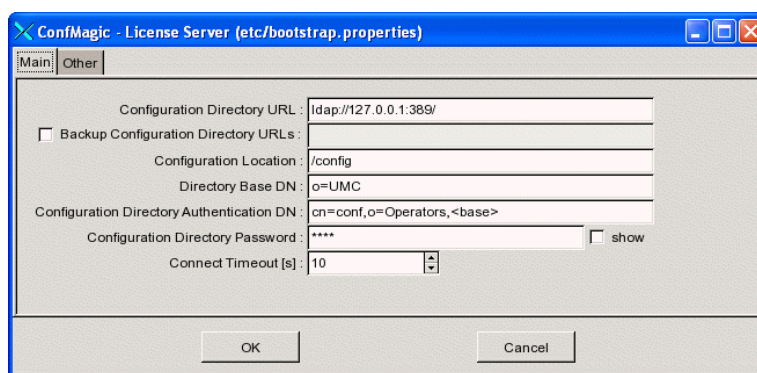 ConfMagic - License Server (etc/bootstrap.properties)
Main Other
Configuration Directory URL : ldap://127.0.0.1:389/
Backup Configuration Directory URLs :
Configuration Location : /config
Directory Base DN : o=UMC
Configuration Directory Authentication DN : cn=conf,o=Operators,<base>
Configuration Directory Password : **** show
Connect Timeout [s] : 10
OK Cancel